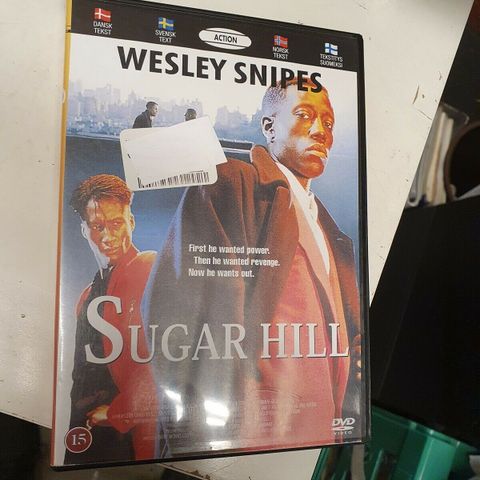 DANSK
TEKST
SVENSK
TEXT
ACTION
NORSK
TEKST
TEKSTITYS
SUOMEKSI
WESLEY SNIPES
First he wanted power.
Then he wanted revenge.
Now he wants out.
SUGAR HILL
15
DVD
VIDEO